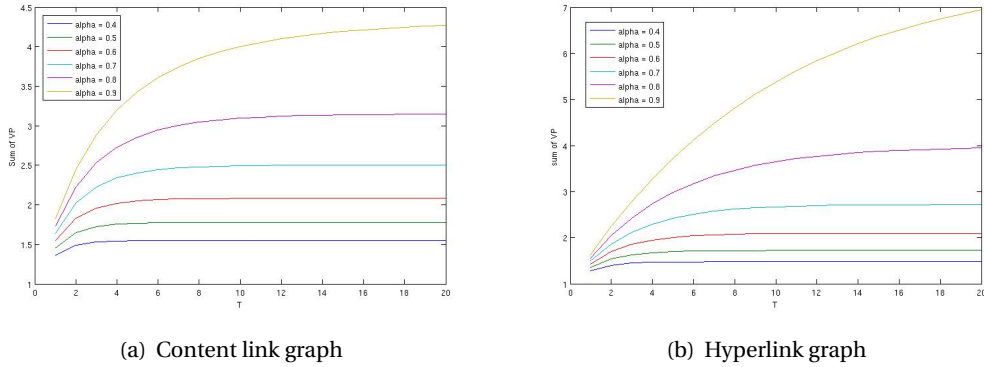 4.5
4
3.5
3
2.5
2
1.5
1
0 2 4 6 8 10 12 14 16 18 20
Sum of VP
T
alpha = 0.4
alpha = 0.5
alpha = 0.6
alpha = 0.7
alpha = 0.8
alpha = 0.9
(a) Content link graph
7
6
5
4
3
2
1
0 2 4 6 8 10 12 14 16 18 20
sum of VP
T
alpha = 0.4
alpha = 0.5
alpha = 0.6
alpha = 0.7
alpha = 0.8
alpha = 0.9
(b) Hyperlink graph